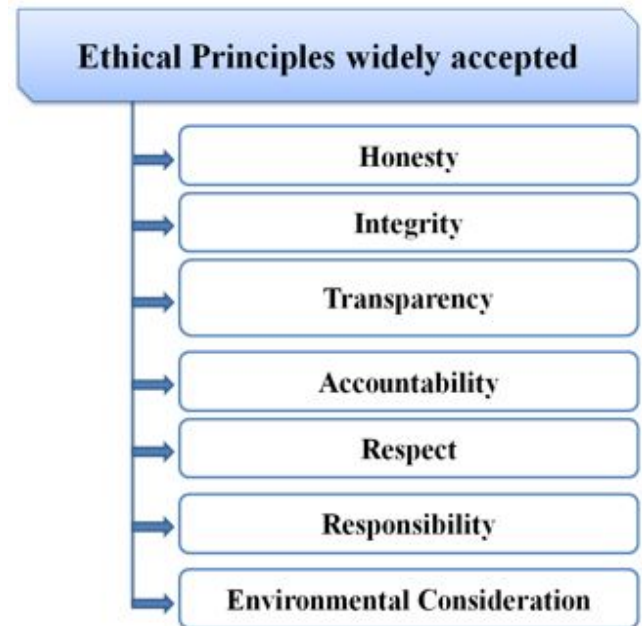 Ethical Principles widely accepted
Honesty
Integrity
Transparency
Accountability
Respect
Responsibility
Environmental Consideration